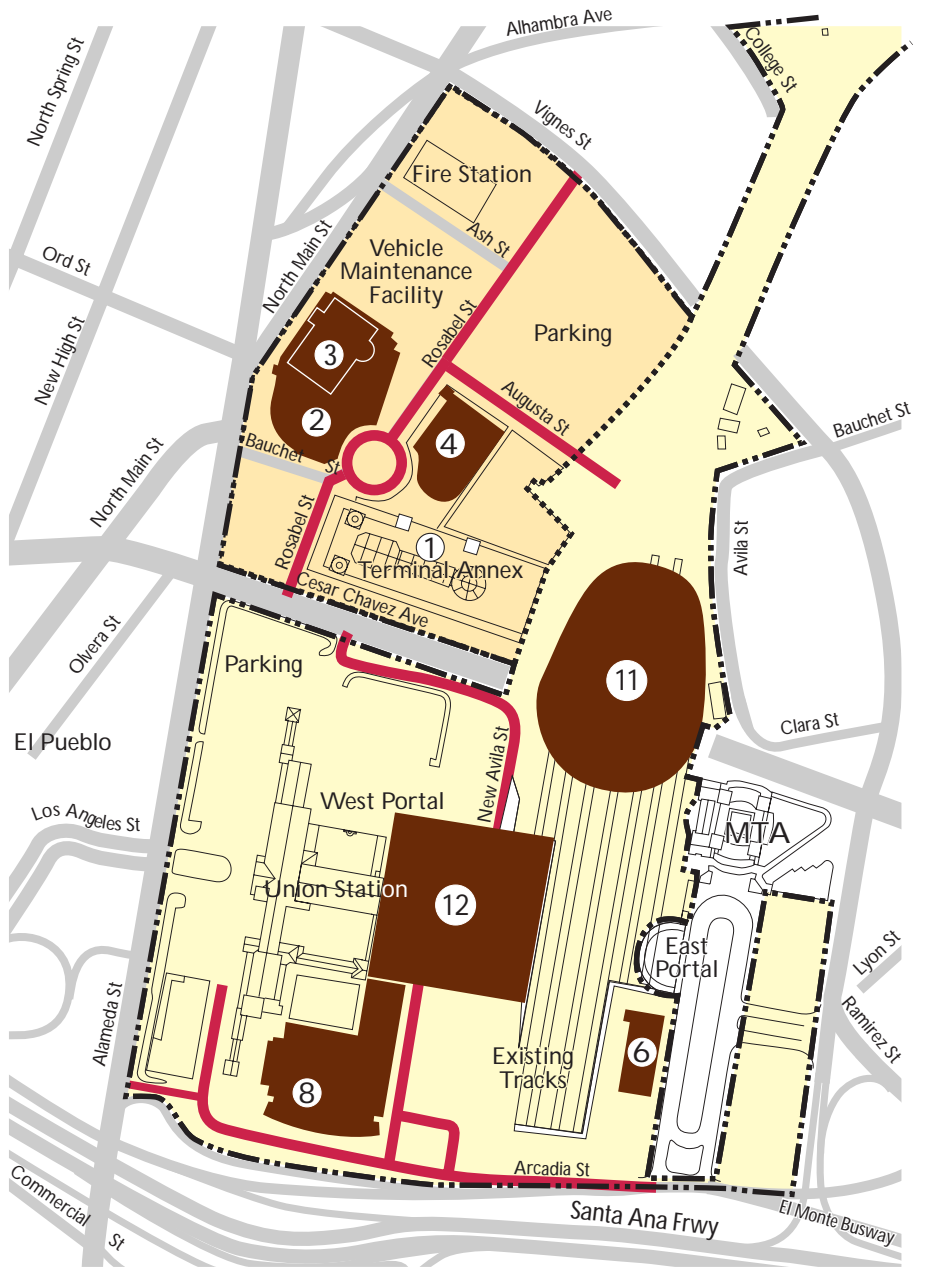 Alhambra Ave
College St
North Spring St
Vignes St
Fire Station
Ash St
Ord St
North Main St
Vehicle
Maintenance
Facility
New High St
Rosabel St
Parking
3
Augusta St
2
4
Bauchet St
Bauchet St
North Main St
Rosabel St
Avila St
1
Terminal Annex
Cesar Chavez Ave
Olvera St
Parking
11
El Pueblo
Clara St
New Avila St
West Portal
Los Angeles St
MTA
Union Station
12
East
Portal
Lyon St
Ramirez St
Alameda St
Existing
Tracks
6
8
Arcadia St
Commercial St
Santa Ana Frwy
El Monte Busway